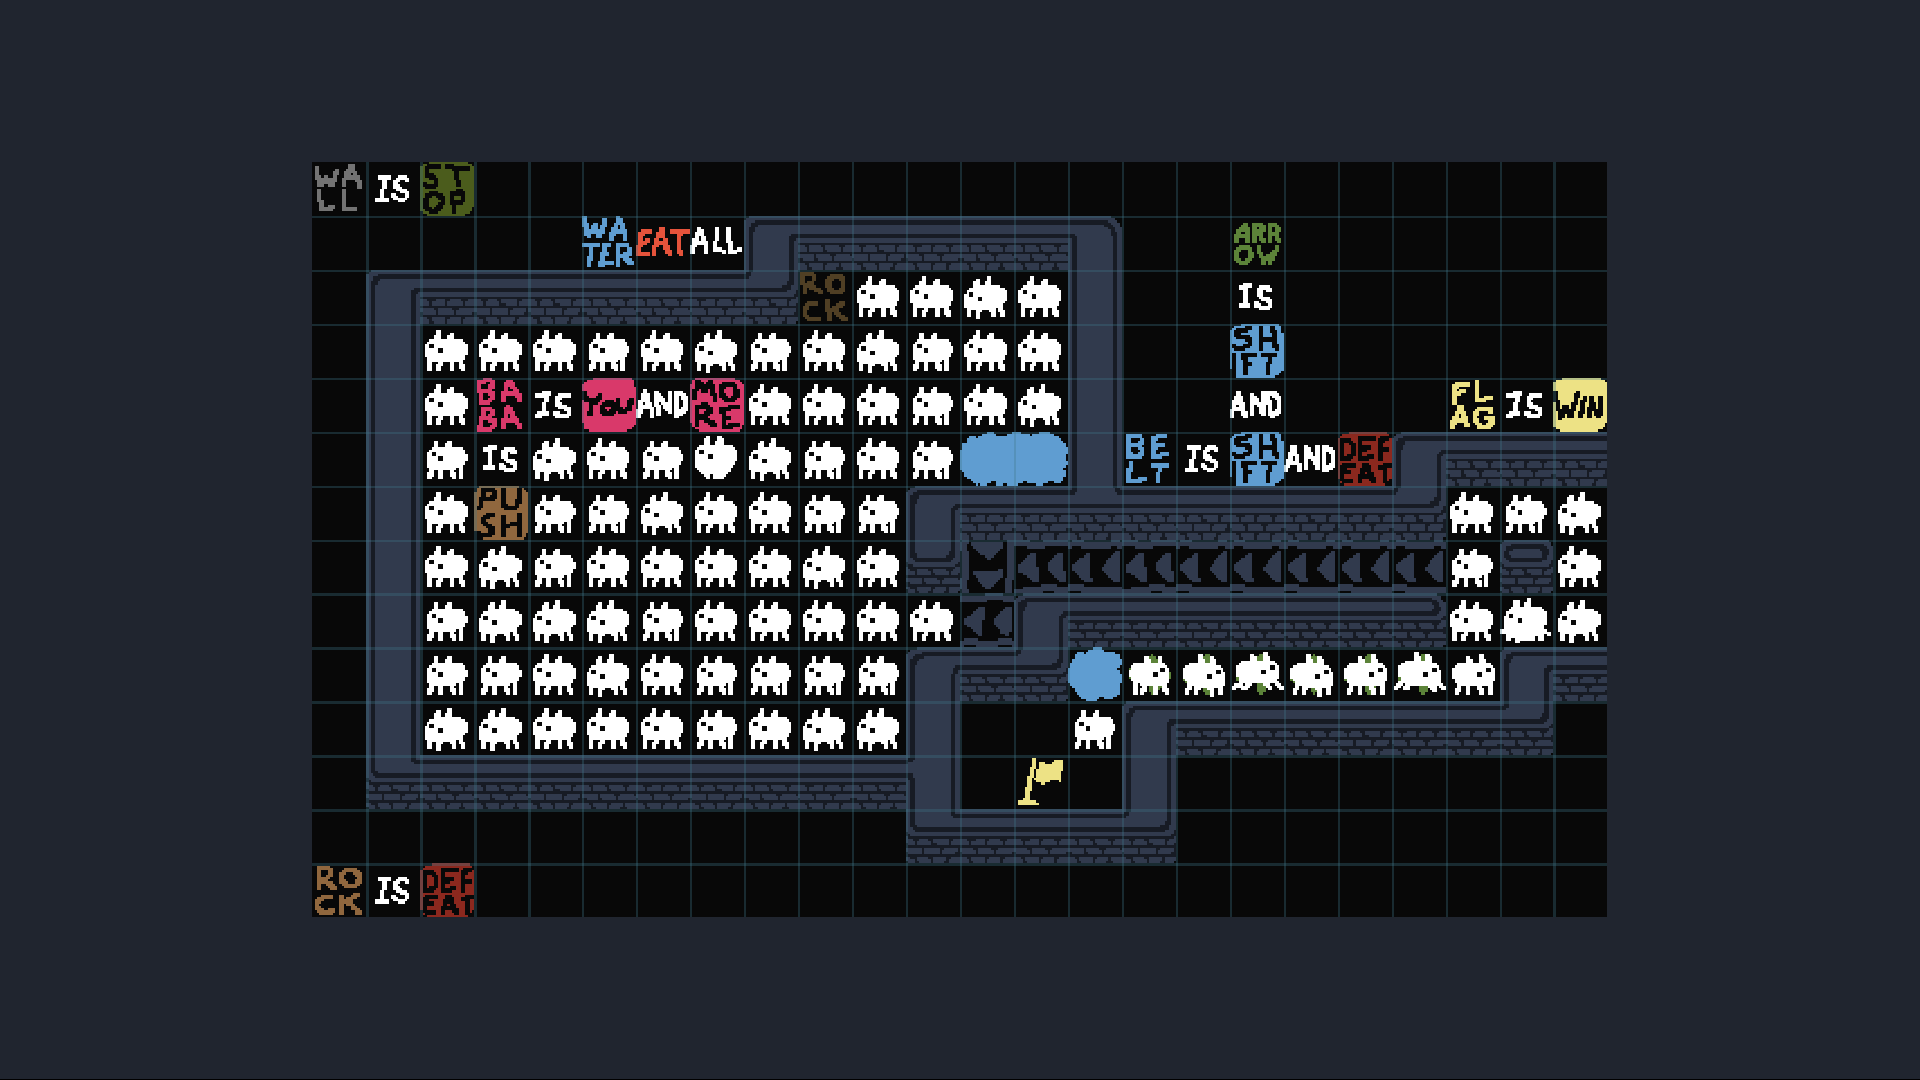 WALL IS STOP
WATER EAT ALL
ARROW
ROCK
IS
SHIFT
BABA IS YOU AND MORE
AND
FLAG IS WIN
IS
BELT IS SHIFT AND DEFEAT
PUSH
ROCK IS DEFEAT